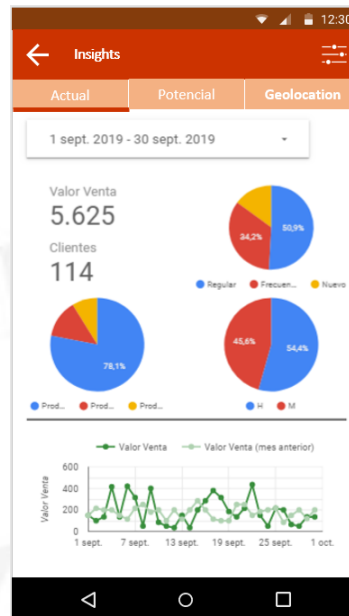 12:30
Insights
Actual
Potencial
Geolocation
1 sept. 2019 - 30 sept. 2019
Valor Venta
5.625
Clientes
114
50,9%
34,2%
Regular
Frecuen...
Nuevo
78,1%
Prod...
Prod...
Prod...
45,6%
54,4%
H
M
Valor Venta
Valor Venta (mes anterior)
Valor Venta
600
400
200
0
1 sept.
7 sept.
13 sept.
19 sept.
25 sept.
1 oct.